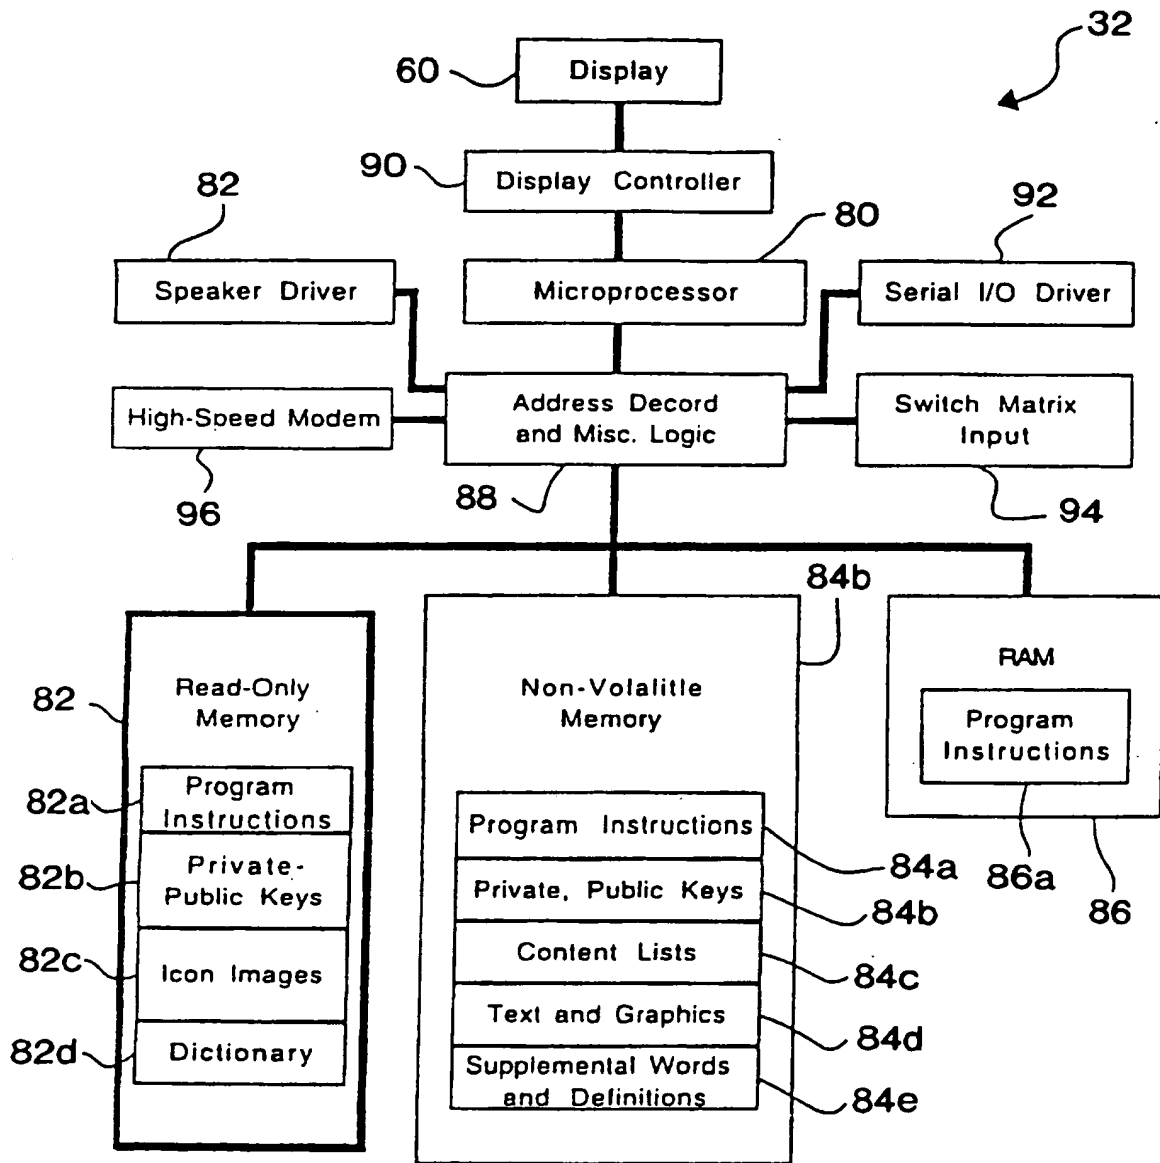 32
60
Display
90
Display Controller
82
80
92
Speaker Driver
Microprocessor
Serial I/O Driver
High-Speed Modem
Address Decord
and Misc. Logic
Switch Matrix
Input
96
88
94
84b
82
Read-Only
Memory
Non-Volalitle
Memory
RAM
Program
Instructions
86a
86
82a
Program
Instructions
82b
Private-
Public Keys
82c
Icon Images
82d
Dictionary
Program Instructions
84a
Private, Public Keys
84b
Content Lists
84c
Text and Graphics
84d
Supplemental Words
and Definitions
84e